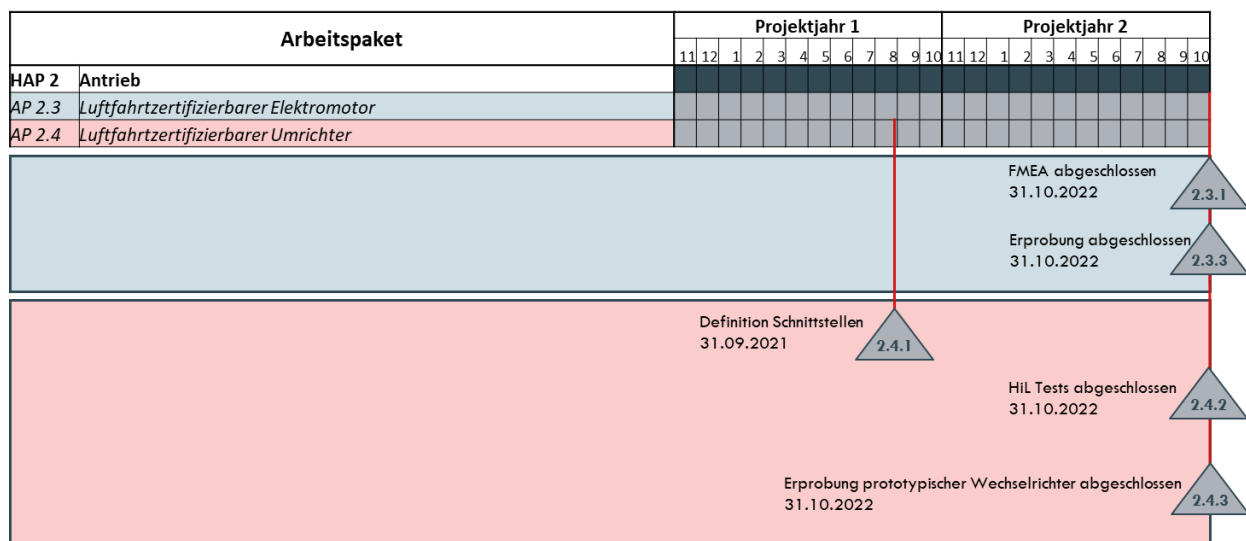 Arbeitspaket
Projektjahr 1
Projektjahr 2
11 12 1 2 3 4 5 6 7 8 9 10 11 12 1 2 3 4 5 6 7 8 9 10
HAP 2 Antrieb
AP 2.3 Luftfahrtzertifizierbarer Elektromotor
AP 2.4 Luftfahrtzertifizierbarer Umrichter
FMEA abgeschlossen
31.10.2022
2.3.1
Erprobung abgeschlossen
31.10.2022
2.3.3
Definition Schnittstellen
31.09.2021
2.4.1
HiL Tests abgeschlossen
31.10.2022
2.4.2
Erprobung prototypischer Wechselrichter abgeschlossen
31.10.2022
2.4.3